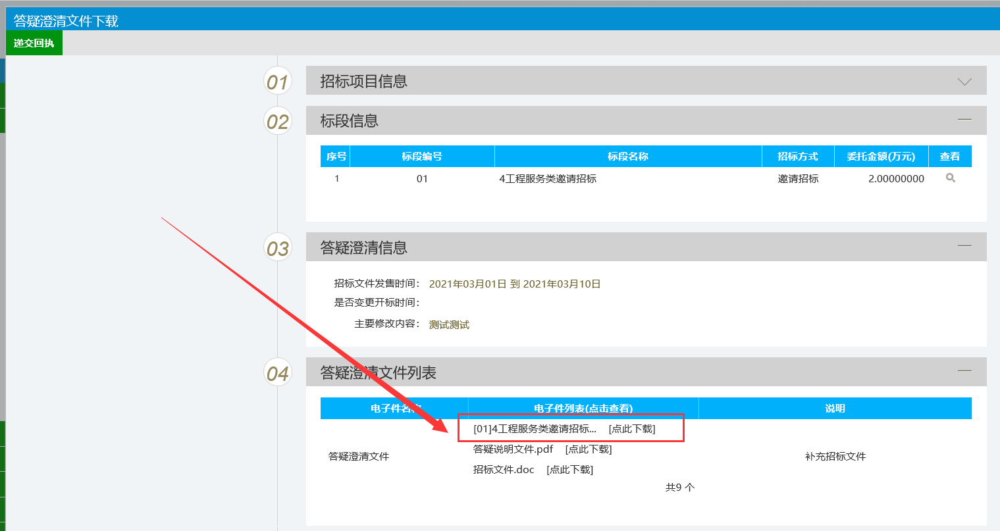 答疑澄清文件下载
递交回执
01 招标项目信息
02 标段信息
序号 标段编号 标段名称 招标方式 委托金额(万元) 查看
1 01 4工程服务类邀请招标 邀请招标 2.00000000
03 答疑澄清信息
招标文件发售时间： 2021年03月01日 到 2021年03月10日
是否变更开标时间：
主要修改内容： 测试测试
04 答疑澄清文件列表
电子件名称 电子件列表(点击查看) 说明
[01]4工程服务类邀请招标... [点此下载]
答疑说明文件.pdf [点此下载]
答疑澄清文件 补充招标文件
招标文件.doc [点此下载]
共9 个